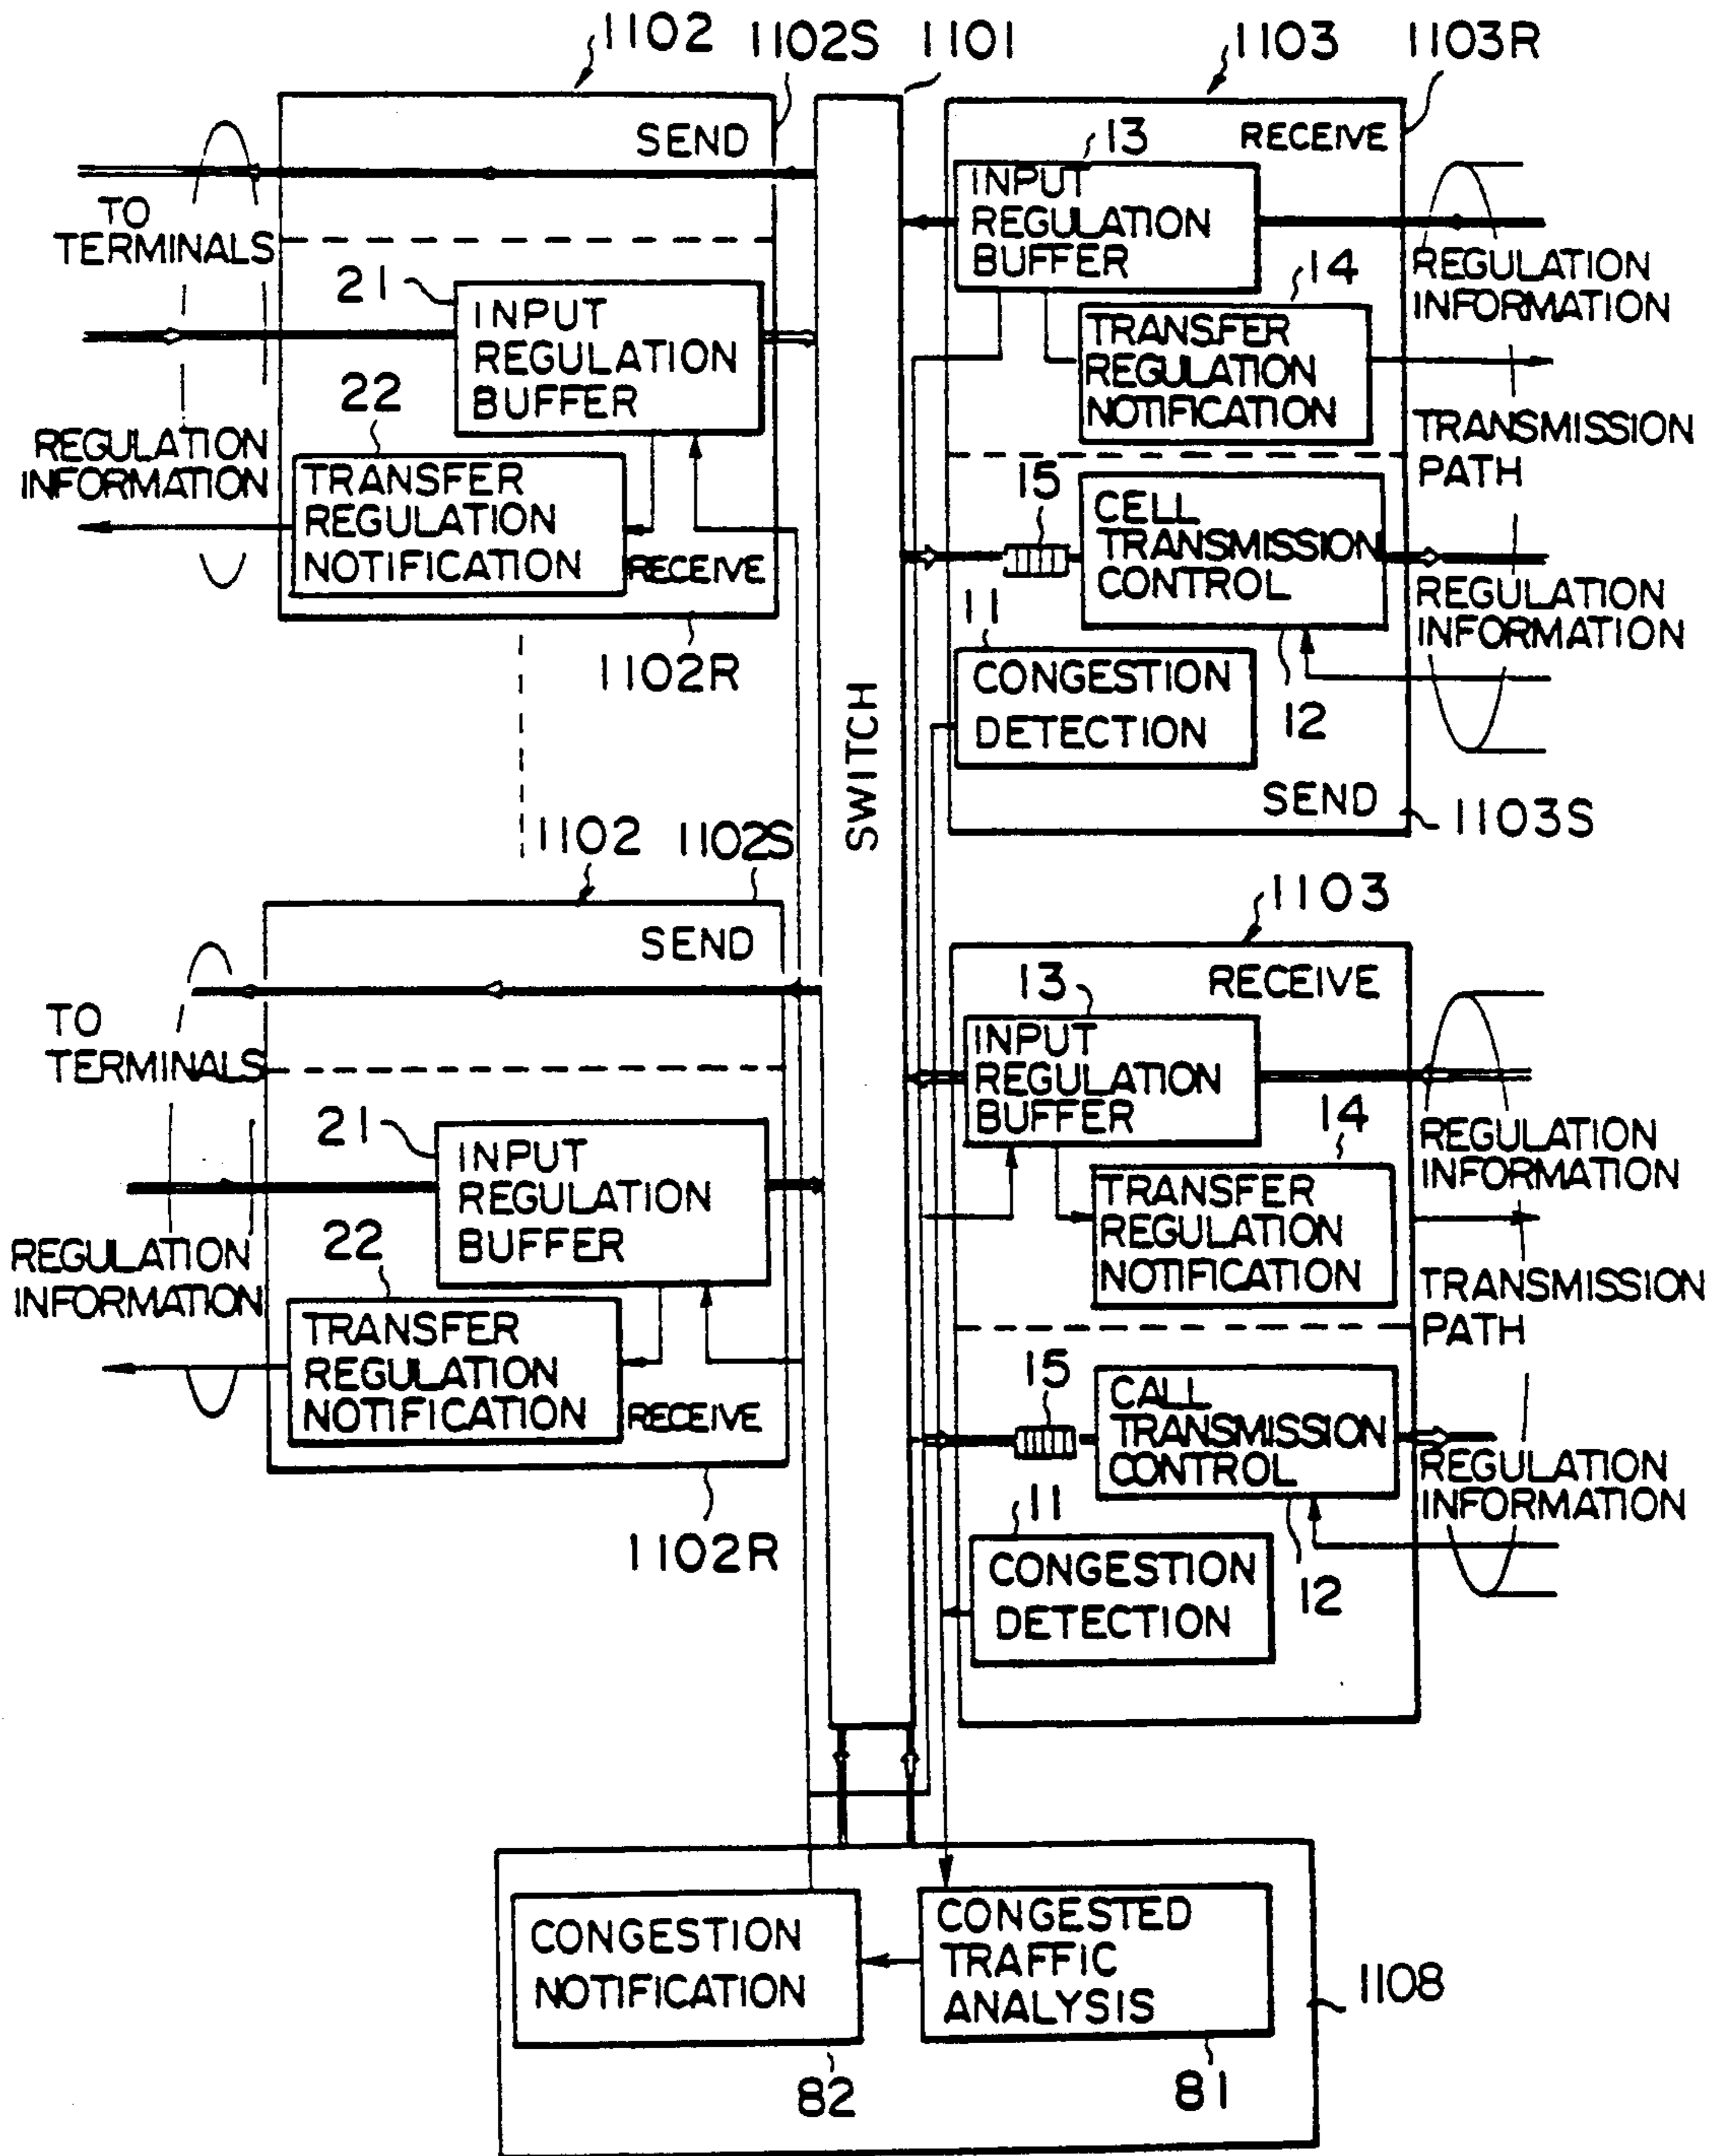 1102
1102S
1101
1103
1103R
SEND
RECEIVE
13
INPUT
REGULATION
BUFFER
TO
TERMINALS
14
REGULATION
INFORMATION
21
INPUT
REGULATION
BUFFER
TRANSFER
REGULATION
NOTIFICATION
22
REGULATION
INFORMATION
TRANSMISSION
PATH
TRANSFER
REGULATION
NOTIFICATION
RECEIVE
15
CELL
TRANSMISSION
CONTROL
REGULATION
INFORMATION
11
1102R
CONGESTION
DETECTION
12
SWITCH
SEND
1103S
1102
1102S
1103
SEND
RECEIVE
13
INPUT
REGULATION
BUFFER
TO
TERMINALS
14
REGULATION
INFORMATION
21
INPUT
REGULATION
BUFFER
TRANSFER
REGULATION
NOTIFICATION
22
REGULATION
INFORMATION
TRANSMISSION
PATH
TRANSFER
REGULATION
NOTIFICATION
RECEIVE
15
CALL
TRANSMISSION
CONTROL
REGULATION
INFORMATION
11
1102R
CONGESTION
DETECTION
12
CONGESTION
NOTIFICATION
CONGESTED
TRAFFIC
ANALYSIS
1108
82
81